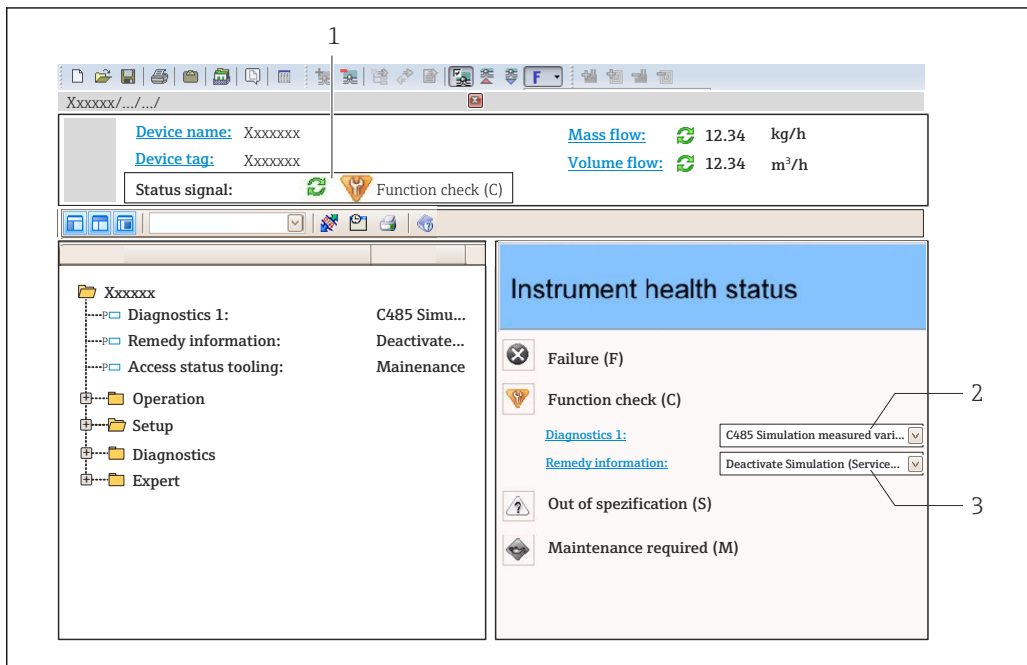 1
F
Xxxxxx/.../.../
Device name: Xxxxxxx
Mass flow: 12.34 kg/h
Device tag: Xxxxxxx
Volume flow: 12.34 m³/h
Status signal: Function check (C)
Xxxxxx
P Diagnostics 1: C485 Simu...
P Remedy information: Deactivate...
P Access status tooling: Mainenance
Operation
Setup
Diagnostics
Expert
Instrument health status
Failure (F)
Function check (C)
2
Diagnostics 1: C485 Simulation measured vari...
Remedy information: Deactivate Simulation (Service...
3
Out of spezification (S)
Maintenance required (M)